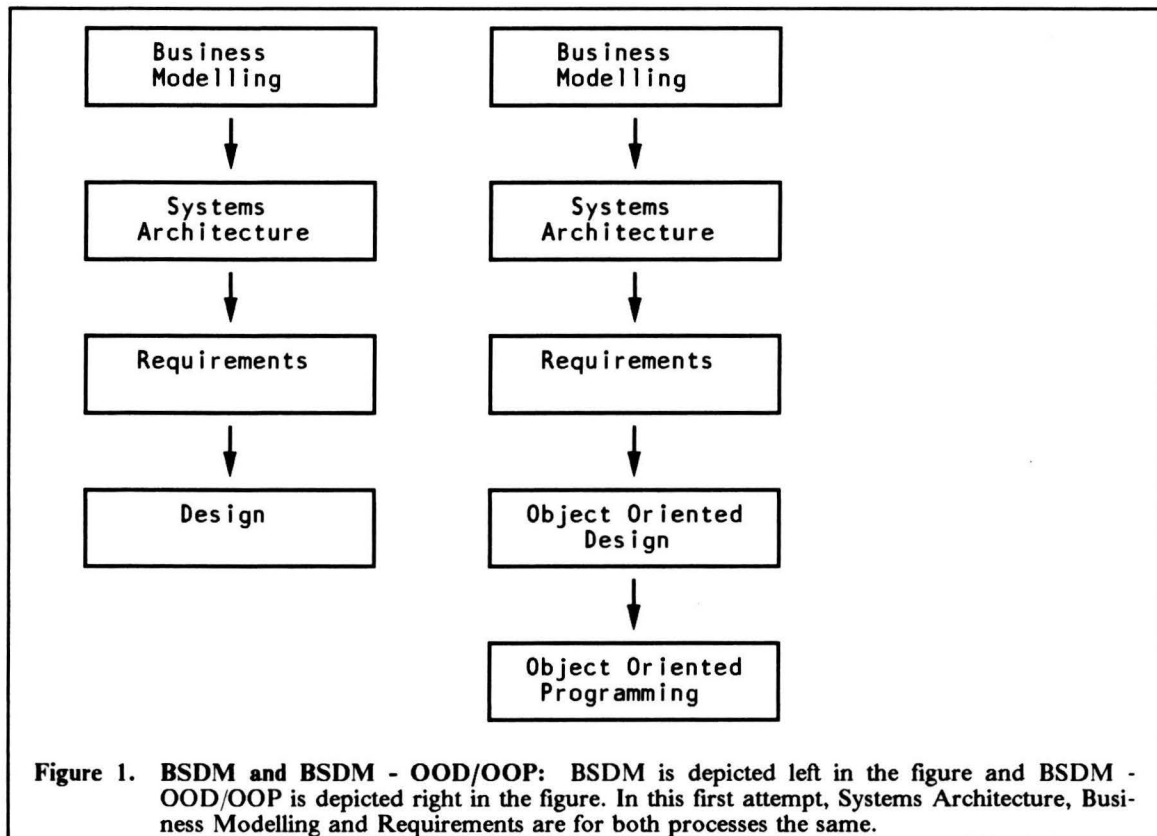 Business
Modelling
Systems
Architecture
Requirements
Design
Business
Modelling
Systems
Architecture
Requirements
Object Oriented
Design
Object Oriented
Programming
Figure 1. BSDM and BSDM - OOD/OOP: BSDM is depicted left in the figure and BSDM -
OOD/OOP is depicted right in the figure. In this first attempt, Systems Architecture, Busi-
ness Modelling and Requirements are for both processes the same.